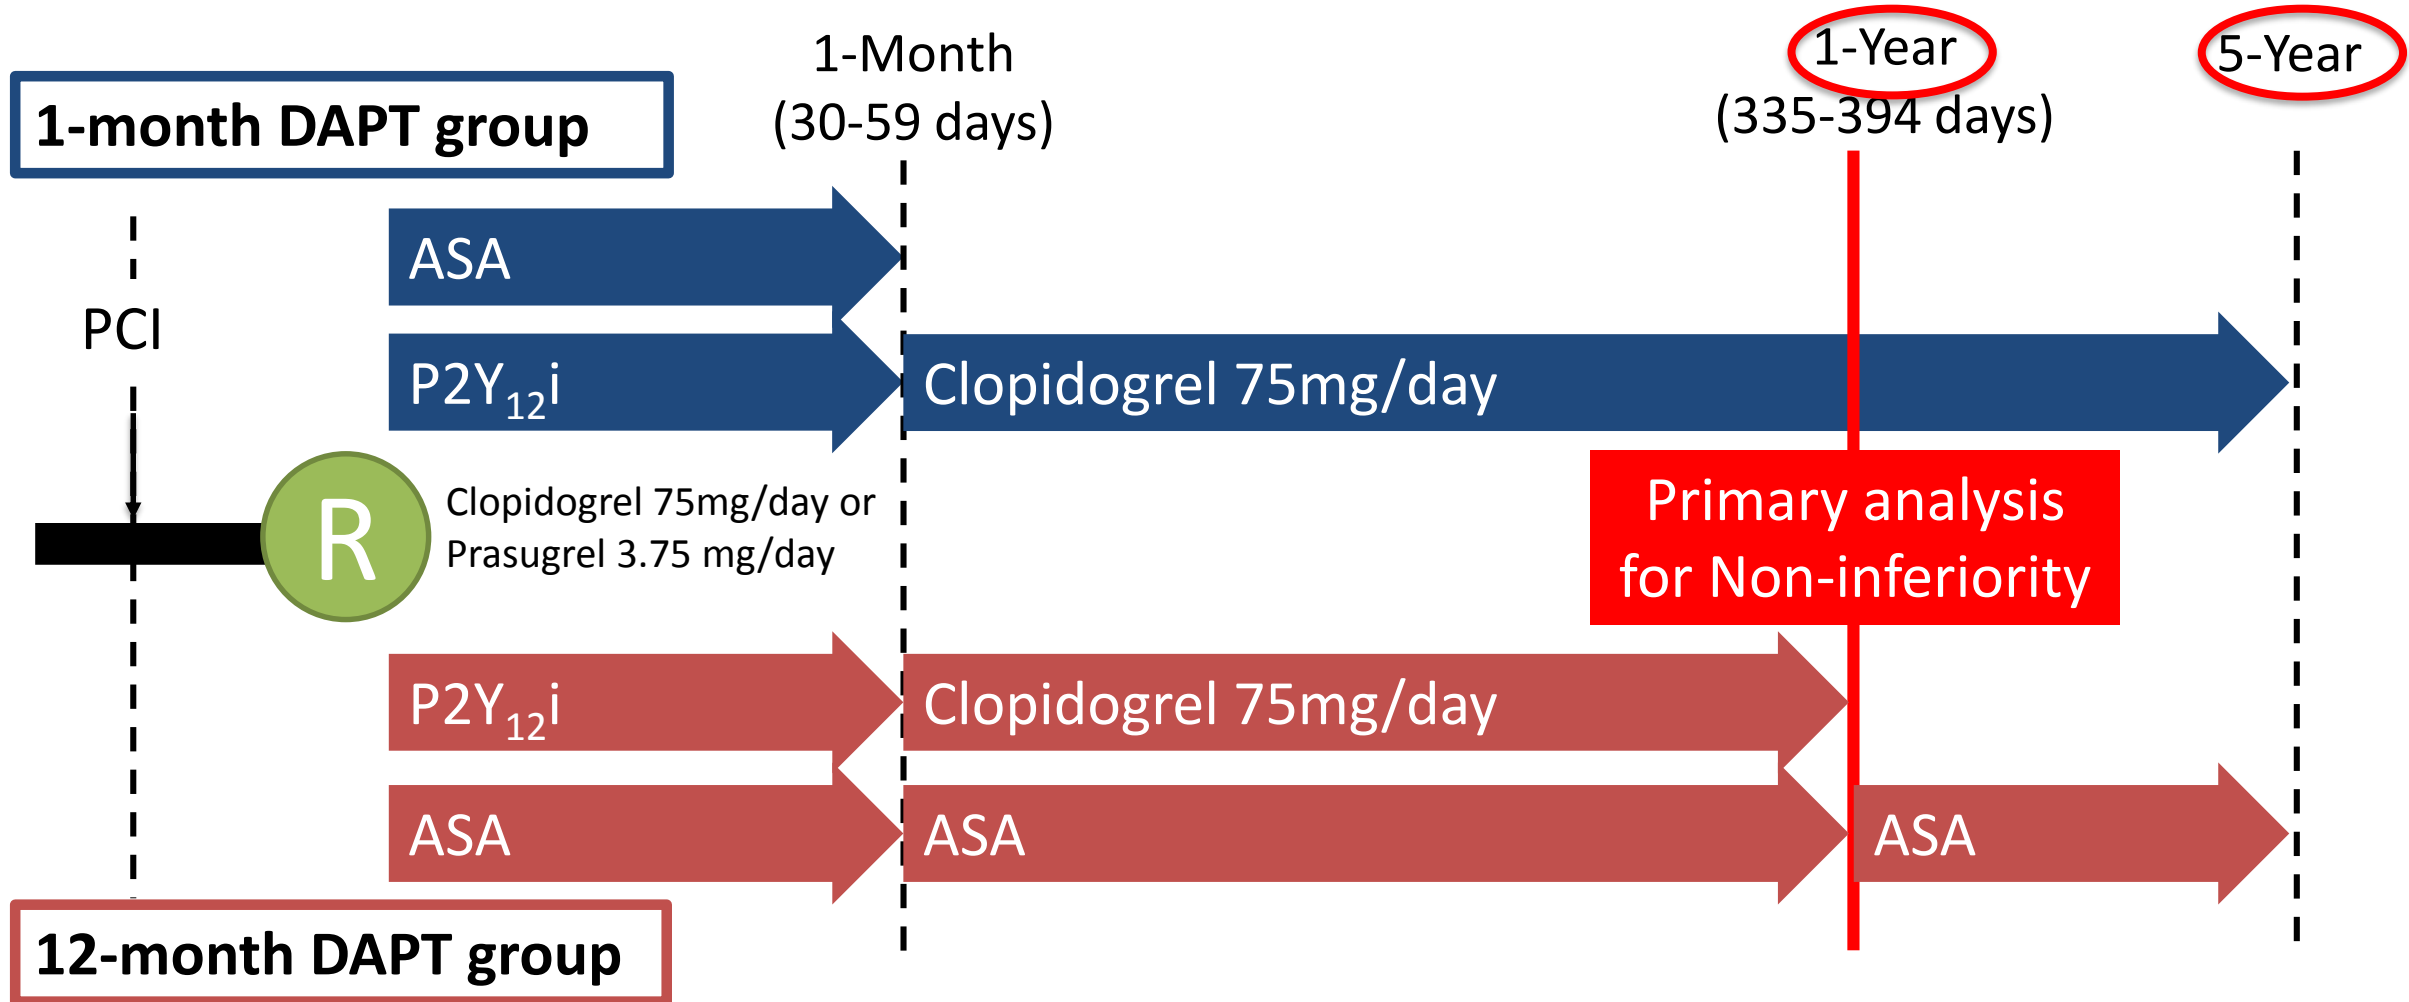 1-Month
(30-59 days)
1-Year
(335-394 days)
5-Year
1-month DAPT group
ASA
PCI
P2Y12i
Clopidogrel 75mg/day
R
Clopidogrel 75mg/day or
Prasugrel 3.75 mg/day
Primary analysis
for Non-inferiority
P2Y12i
Clopidogrel 75mg/day
ASA
ASA
ASA
12-month DAPT group